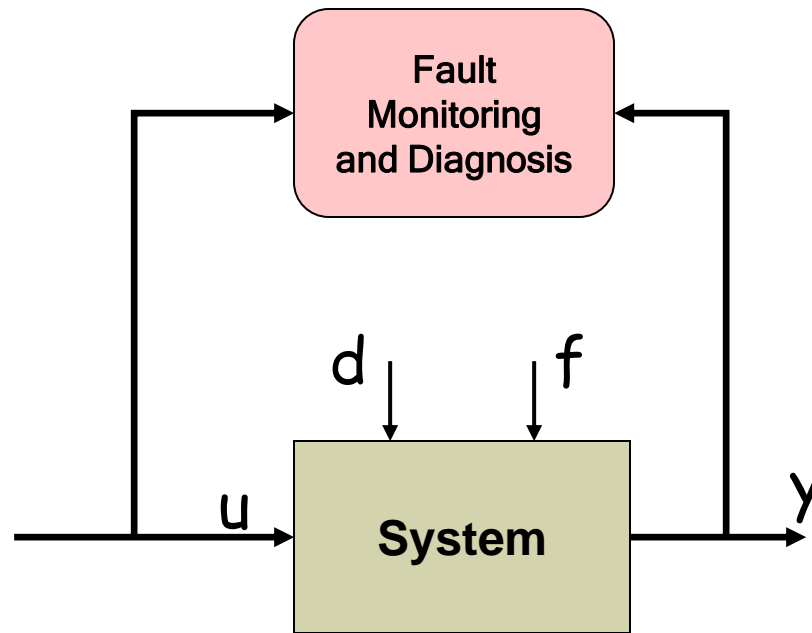 Fault
Monitoring
and Diagnosis
d
f
u
System
y